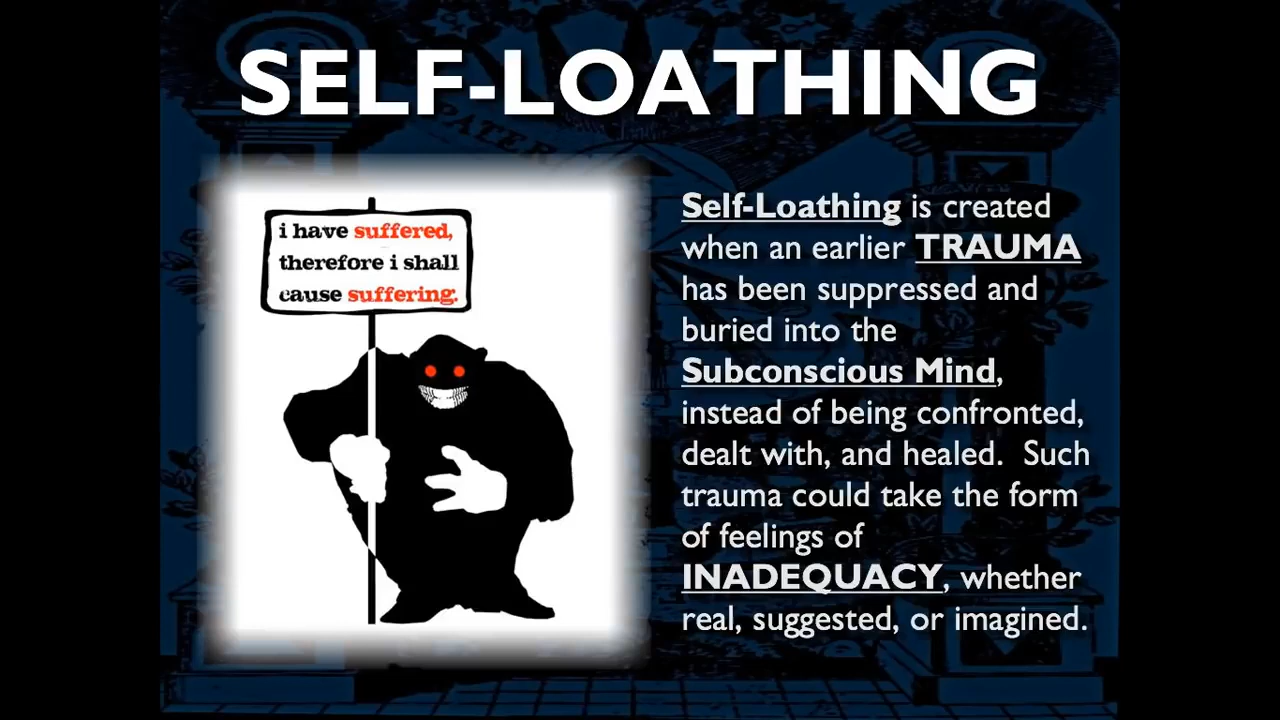 SELF-LOATHING
i have suffered,
therefore i shall
cause suffering.
Self-Loathing is created
when an earlier TRAUMA
has been suppressed and
buried into the
Subconscious Mind,
instead of being confronted,
dealt with, and healed.  Such
trauma could take the form
of feelings of
INADEQUACY, whether
real, suggested, or imagined.